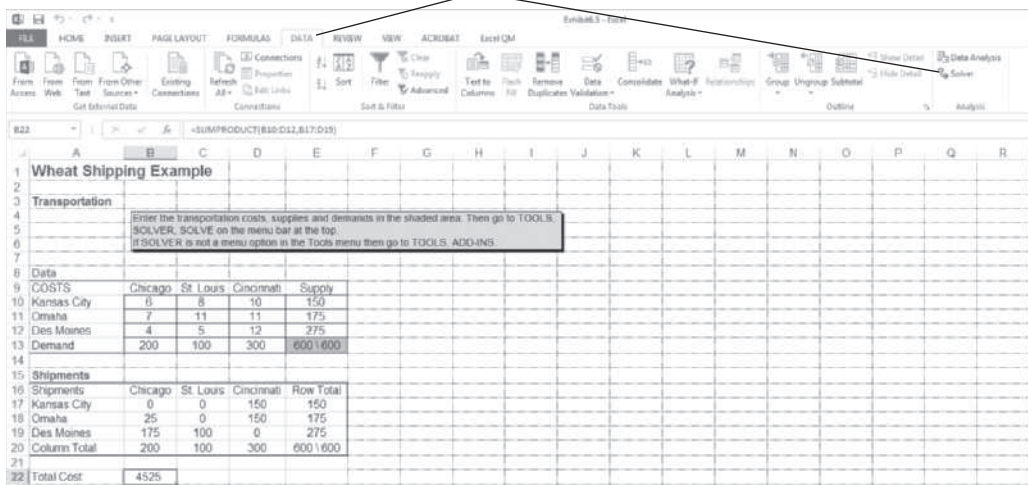 Exhibit6.5 - Excel
FILE HOME INSERT PAGE LAYOUT FORMULAS DATA REVIEW VIEW ACROBAT Excel QM
From Access From Web From Text From Other Sources Existing Connections Refresh All Connections Properties Edit Links Sort Filter Clear Reapply Advanced Text to Columns Flash Fill Remove Duplicates Data Validation Consolidate What-If Analysis Relationships Group Ungroup Subtotal Show Detail Hide Detail Data Analysis Solver
Get External Data Connections Sort & Filter Data Tools Outline Analysis
B22 =SUMPRODUCT(B10:D12,B17:D19)
A B C D E F G H I J K L M N O P Q R
1 Wheat Shipping Example
2
3 Transportation
4 Enter the transportation costs, supplies and demands in the shaded area. Then go to TOOLS,
5 SOLVER, SOLVE on the menu bar at the top.
6 If SOLVER is not a menu option in the Tools menu then go to TOOLS, ADD-INS.
7
8 Data
9 COSTS Chicago St. Louis Cincinnati Supply
10 Kansas City 6 8 10 150
11 Omaha 7 11 11 175
12 Des Moines 4 5 12 275
13 Demand 200 100 300 600 \ 600
14
15 Shipments
16 Shipments Chicago St. Louis Cincinnati Row Total
17 Kansas City 0 0 150 150
18 Omaha 25 0 150 175
19 Des Moines 175 100 0 275
20 Column Total 200 100 300 600 \ 600
21
22 Total Cost 4525